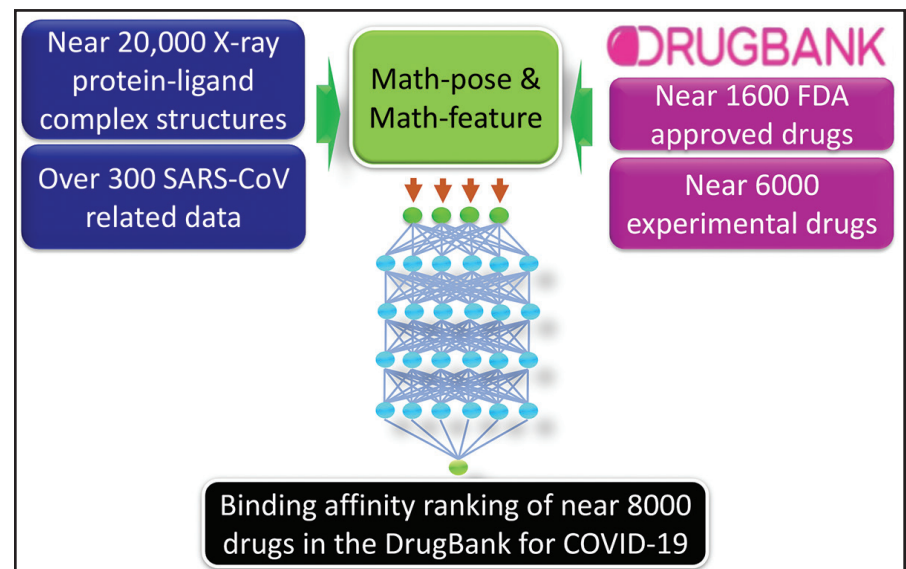 Near 20,000 X-ray
protein-ligand
complex structures
Over 300 SARS-CoV
related data
Math-pose &
Math-feature
DRUGBANK
Near 1600 FDA
approved drugs
Near 6000
experimental drugs
Binding affinity ranking of near 8000
drugs in the DrugBank for COVID-19